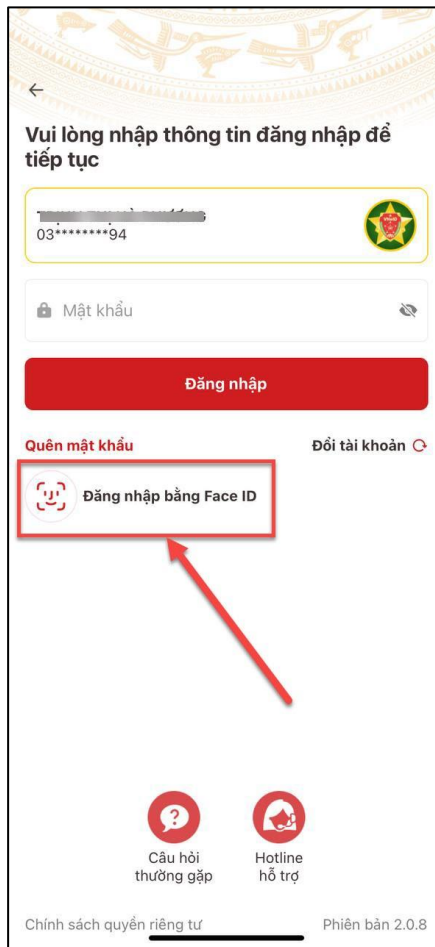 Vui lòng nhập thông tin đăng nhập để
tiếp tục
03********94
Mật khẩu
Đăng nhập
Quên mật khẩu
Đổi tài khoản
Đăng nhập bằng Face ID
?
Câu hỏi
thường gặp
Hotline
hỗ trợ
Chính sách quyền riêng tư
Phiên bản 2.0.8